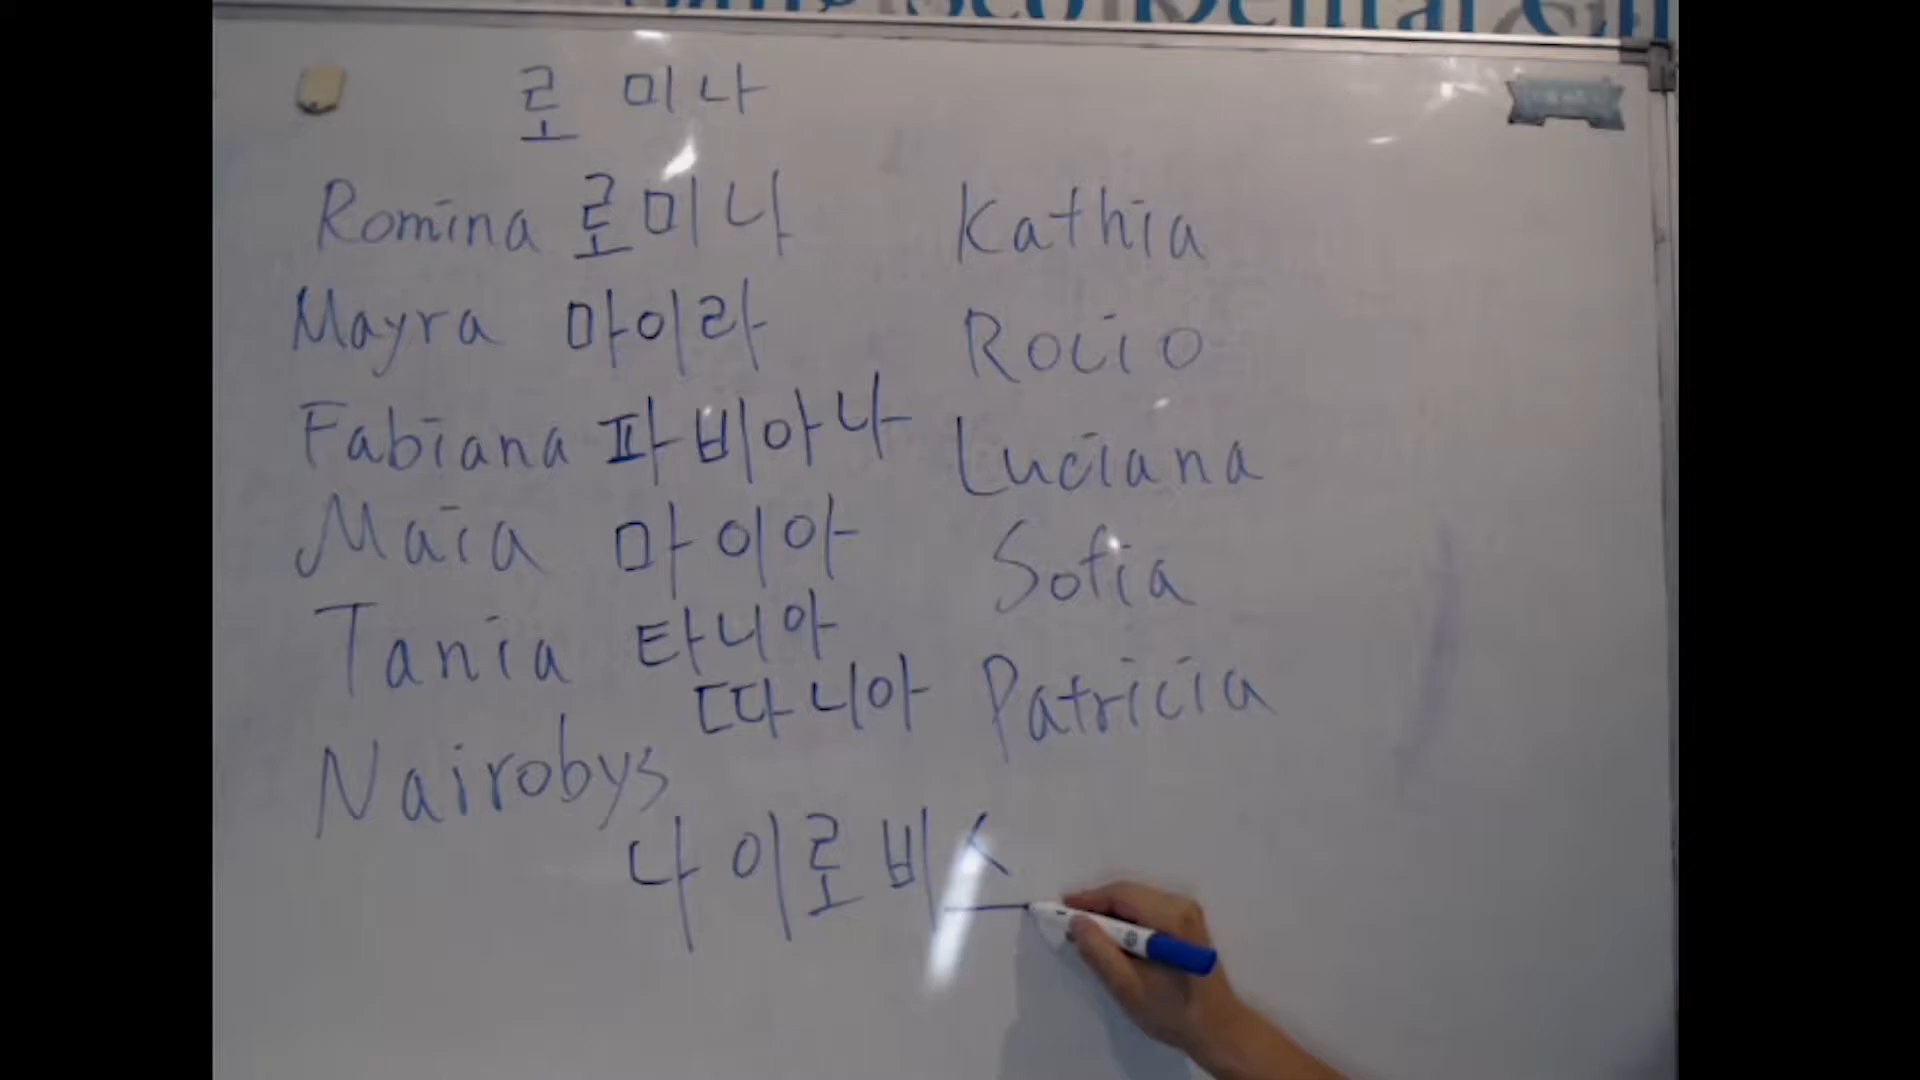 Dental
로 미나
Romina 로미나 Kathia
Mayra 마이라 Rocio
Fabiana 파비아나 Luciana
Maia 마이아 Sofia
Tania 타니아
따니아 Patricia
Nairobys
나이로비스